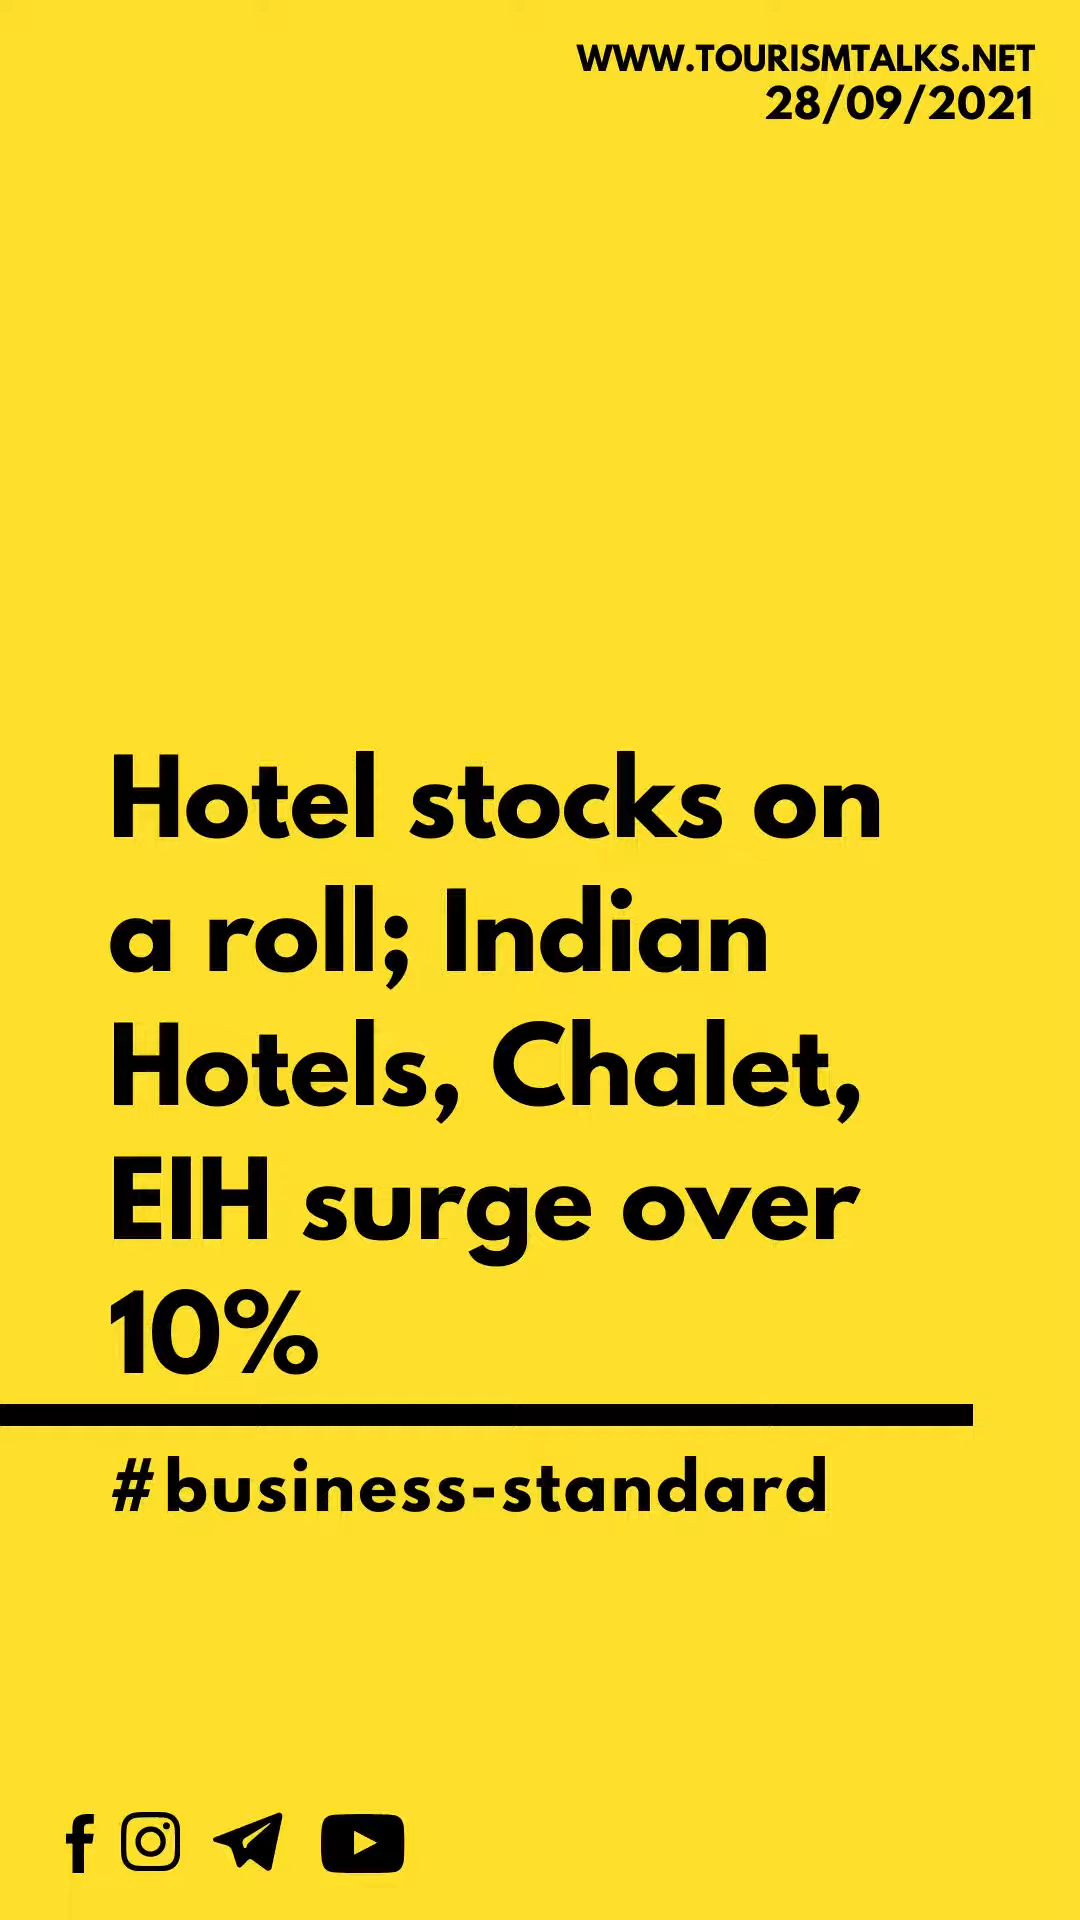 WWW.TOURISMTALKS.NET
28/09/2021
Hotel stocks on
a roll; Indian
Hotels, Chalet,
EIH surge over
10%
#business-standard